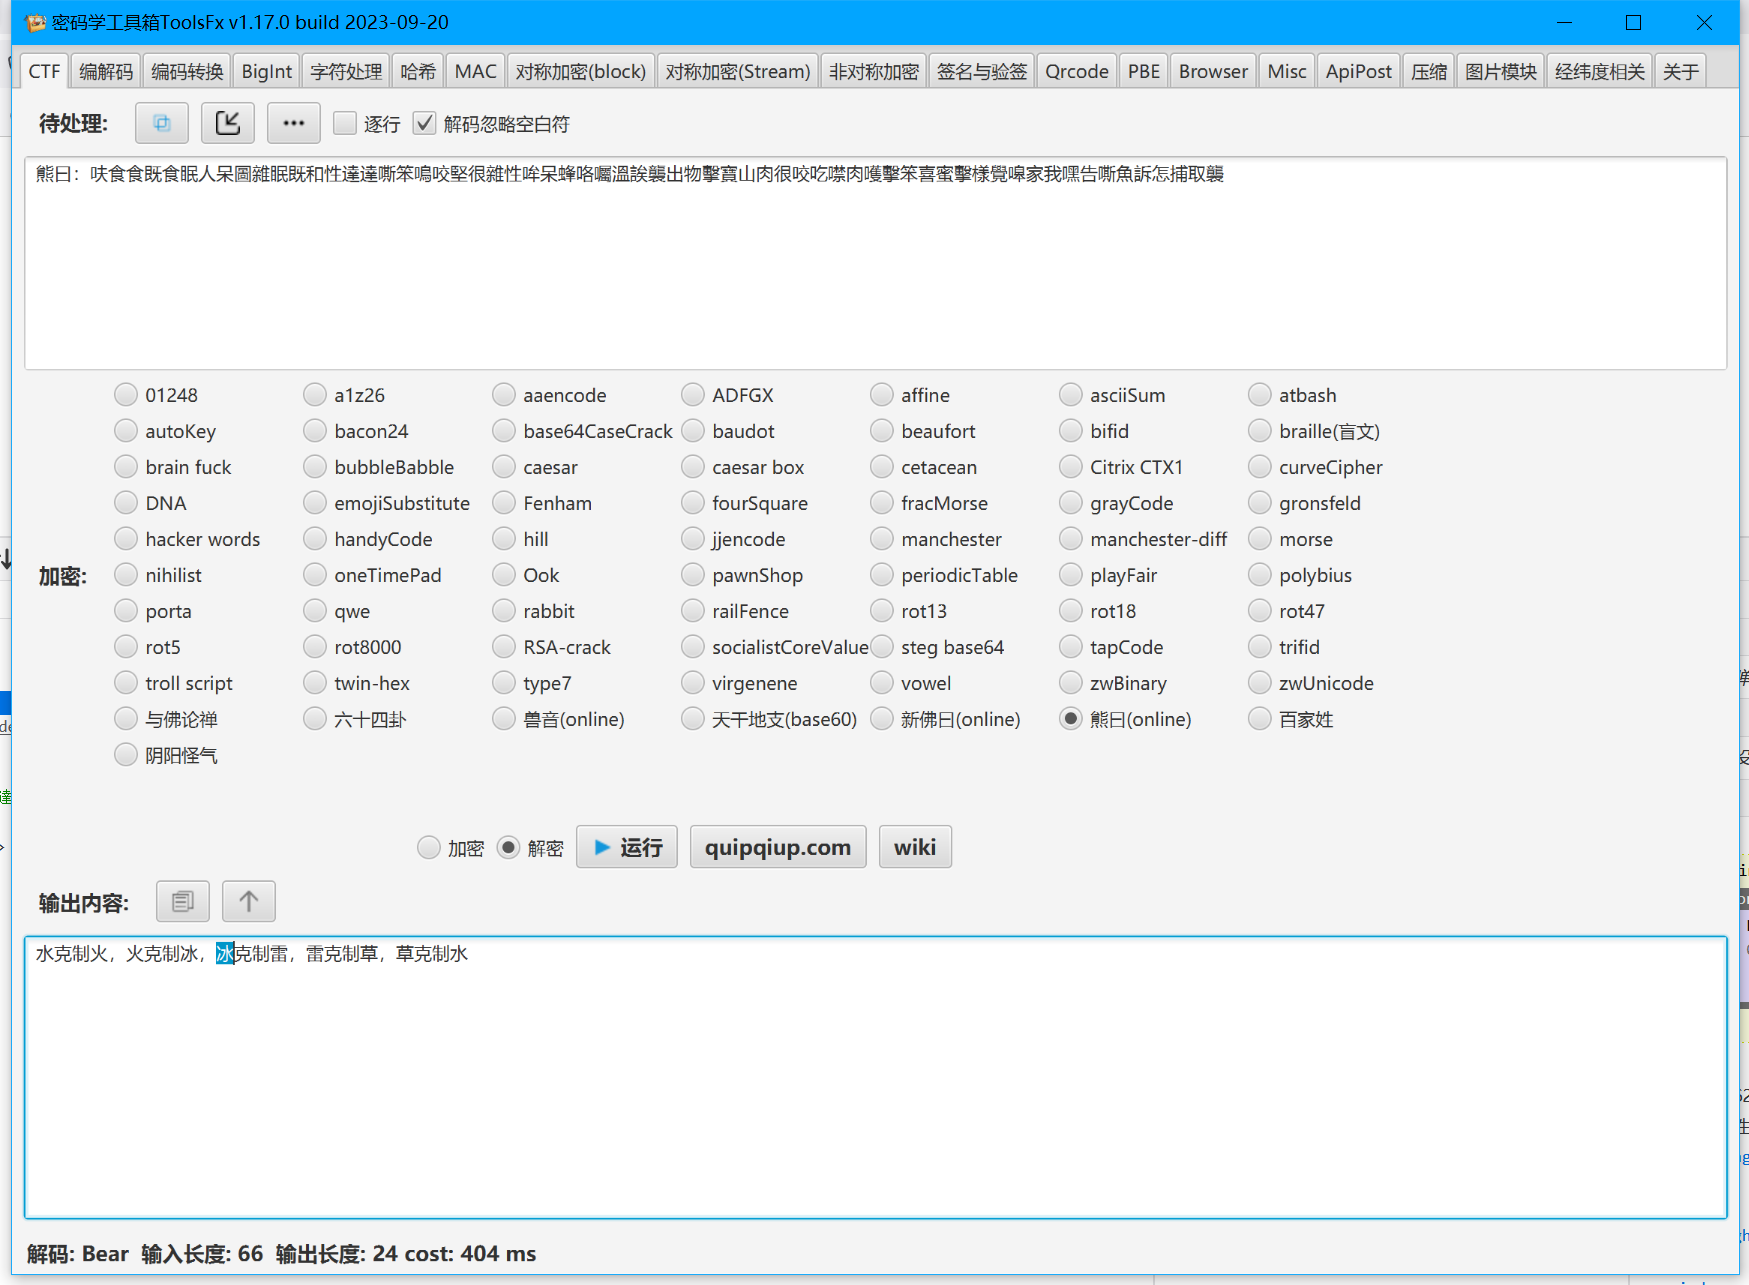 密码学工具箱ToolsFx v1.17.0 build 2023-09-20
CTF 编解码 编码转换 BigInt 字符处理 哈希 MAC 对称加密(block) 对称加密(Stream) 非对称加密 签名与验签 Qrcode PBE Browser Misc ApiPost 压缩 图片模块 经纬度相关 关于
待处理: 逐行 解码忽略空白符
熊曰：呋食食既食眠人呆圖雜眠既和性達達嘶笨鳴咬堅很雜性哞呆蜂咯囑溫誒襲出物擊寶山肉很咬吃噤肉嚄擊笨喜蜜擊樣覺嗥家我嘿告嘶魚訴怎捕取襲
01248 a1z26 aaencode ADFGX affine asciiSum atbash
autoKey bacon24 base64CaseCrack baudot beaufort bifid braille(盲文)
brain fuck bubbleBabble caesar caesar box cetacean Citrix CTX1 curveCipher
DNA emojiSubstitute Fenham fourSquare fracMorse grayCode gronsfeld
hacker words handyCode hill jjencode manchester manchester-diff morse
加密: nihilist oneTimePad Ook pawnShop periodicTable playFair polybius
porta qwe rabbit railFence rot13 rot18 rot47
rot5 rot8000 RSA-crack socialistCoreValue steg base64 tapCode trifid
troll script twin-hex type7 virgenene vowel zwBinary zwUnicode
与佛论禅 六十四卦 兽音(online) 天干地支(base60) 新佛曰(online) 熊曰(online) 百家姓
阴阳怪气
加密 解密 运行 quipqiup.com wiki
输出内容:
水克制火，火克制冰，冰克制雷，雷克制草，草克制水
解码: Bear 输入长度: 66 输出长度: 24 cost: 404 ms